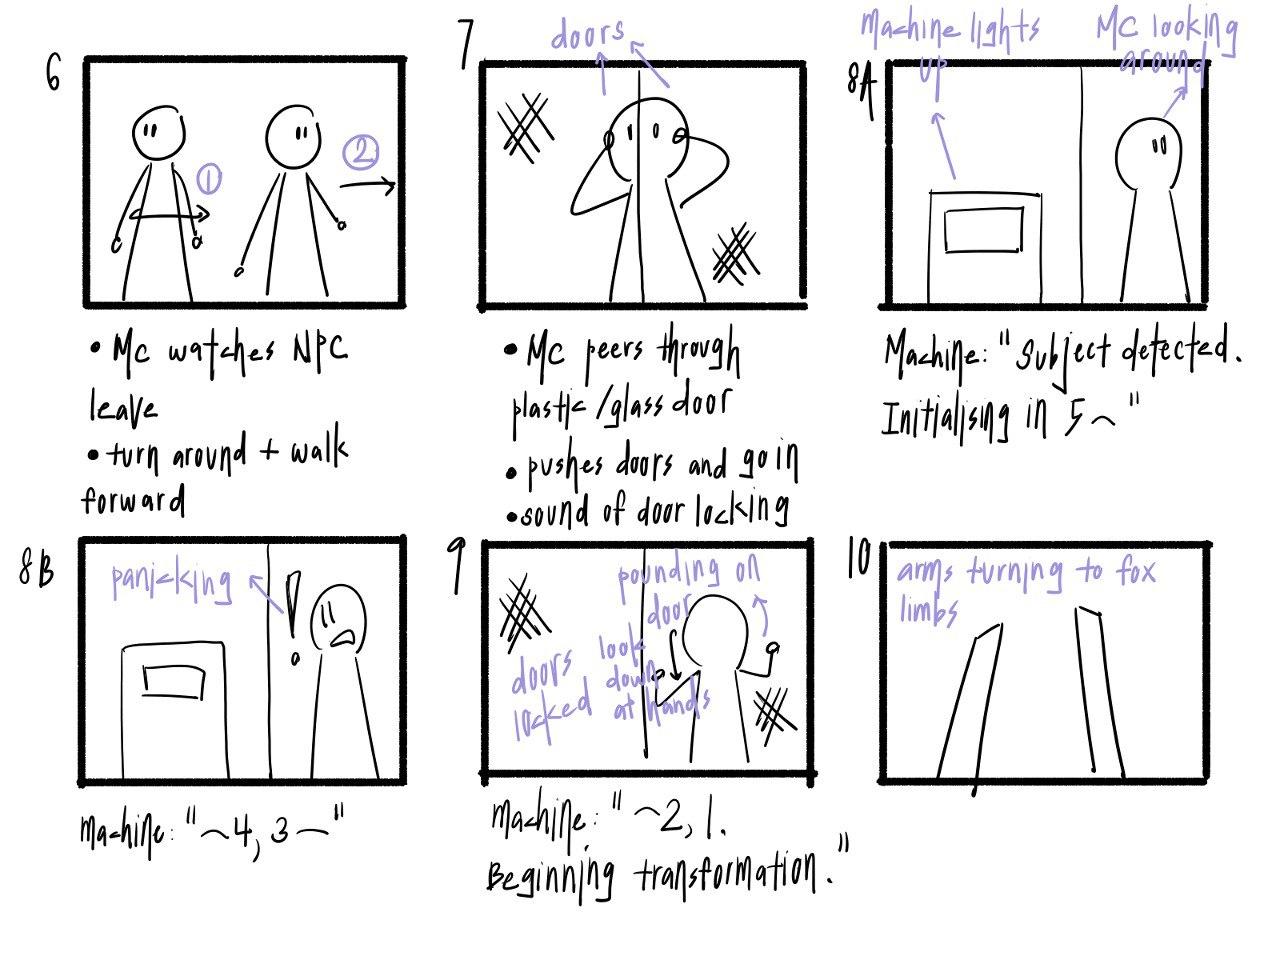 6
①
②
• MC watches NPC
leave
• turn around + walk
forward
7
doors
• MC peers through
plastic/glass door
• pushes doors and go in
• sound of door locking
8A
Machine lights
up
MC looking
around
Machine: "Subject detected.
Initialising in 5~"
8B
panicking
!
Machine: "~4, 3~"
9
pounding on
door
doors
locked
look
down
at hands
Machine: "~2, 1.
Beginning transformation."
10
arms turning to fox
limbs